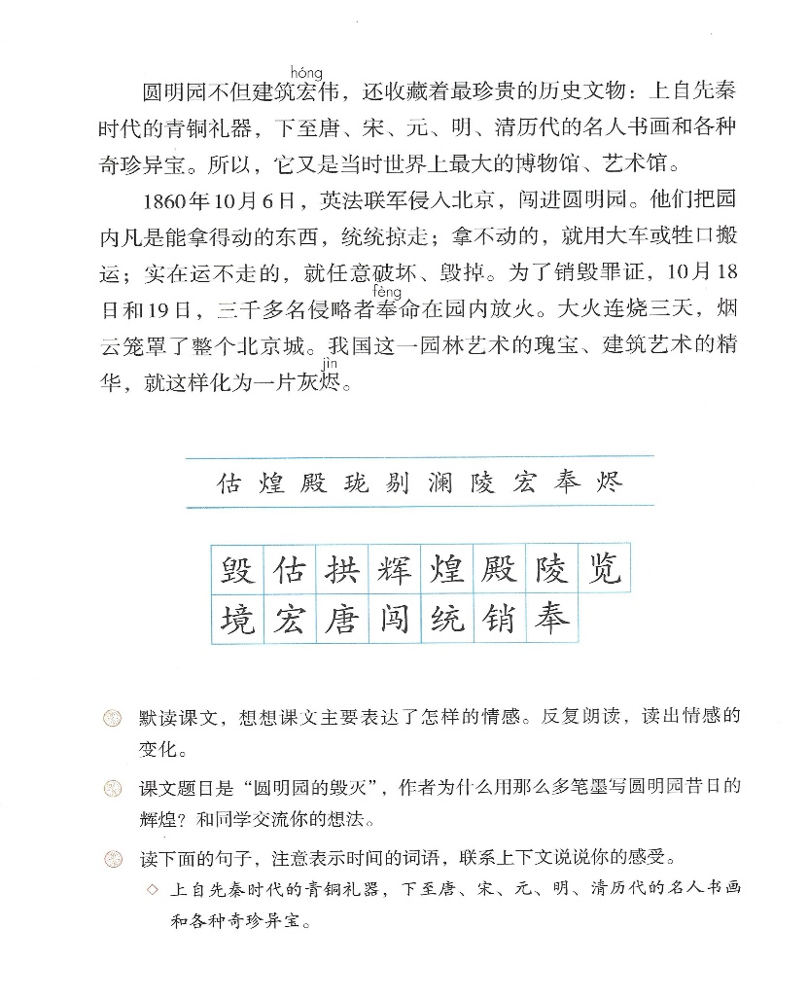 hóng
圆明园不但建筑宏伟，还收藏着最珍贵的历史文物：上自先秦
时代的青铜礼器，下至唐、宋、元、明、清历代的名人书画和各种
奇珍异宝。所以，它又是当时世界上最大的博物馆、艺术馆。
1860年10月6日，英法联军侵入北京，闯进圆明园。他们把园
内凡是能拿得动的东西，统统掠走；拿不动的，就用大车或牲口搬
运；实在运不走的，就任意破坏、毁掉。为了销毁罪证，10月18
fèng
日和19日，三千多名侵略者奉命在园内放火。大火连烧三天，烟
云笼罩了整个北京城。我国这一园林艺术的瑰宝、建筑艺术的精
jìn
华，就这样化为一片灰烬。
估 煌 殿 珑 剔 澜 陵 宏 奉 烬
毁 估 拱 辉 煌 殿 陵 览
境 宏 唐 闯 统 销 奉
默读课文，想想课文主要表达了怎样的情感。反复朗读，读出情感的
变化。
课文题目是“圆明园的毁灭”，作者为什么用那么多笔墨写圆明园昔日的
辉煌？和同学交流你的想法。
读下面的句子，注意表示时间的词语，联系上下文说说你的感受。
◇ 上自先秦时代的青铜礼器，下至唐、宋、元、明、清历代的名人书画
和各种奇珍异宝。